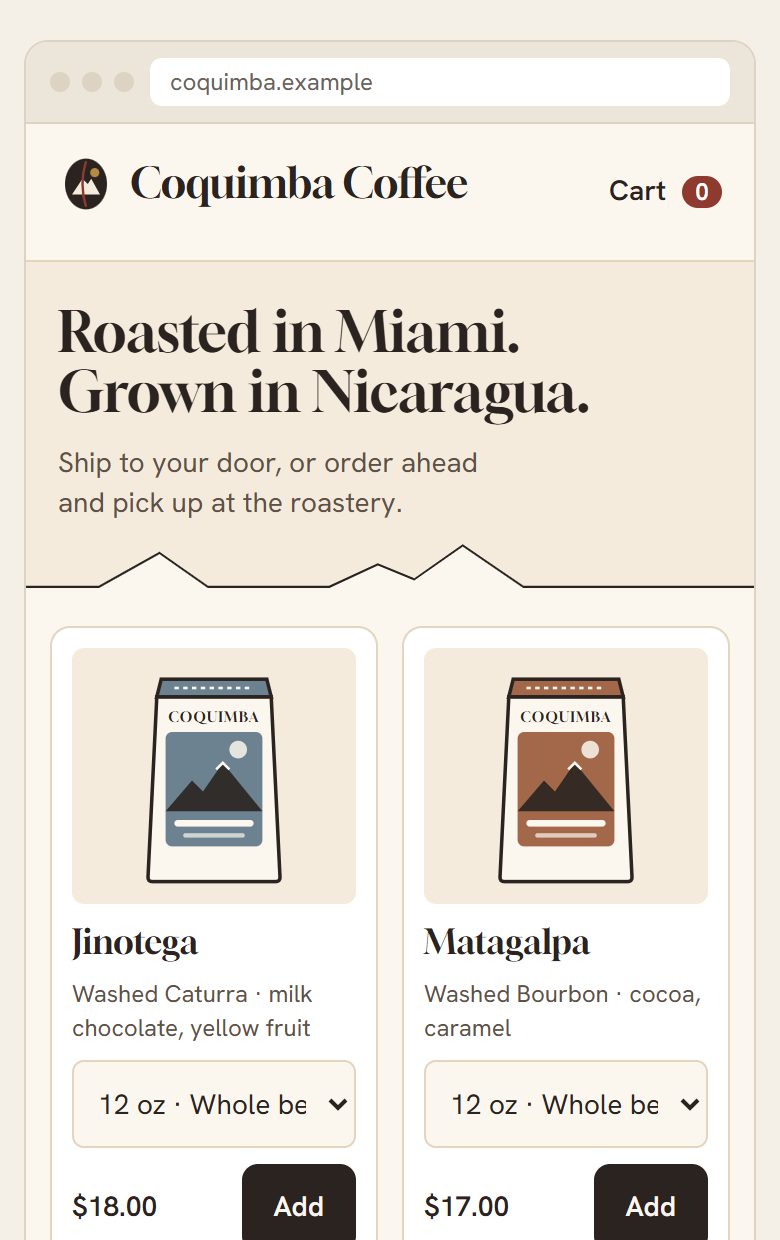 coquimba.example
Coquimba Coffee
Cart 0
Roasted in Miami.
Grown in Nicaragua.
Ship to your door, or order ahead
and pick up at the roastery.
COQUIMBA
COQUIMBA
Jinotega
Washed Caturra · milk
chocolate, yellow fruit
12 oz · Whole be
$18.00
Add
Matagalpa
Washed Bourbon · cocoa,
caramel
12 oz · Whole be
$17.00
Add